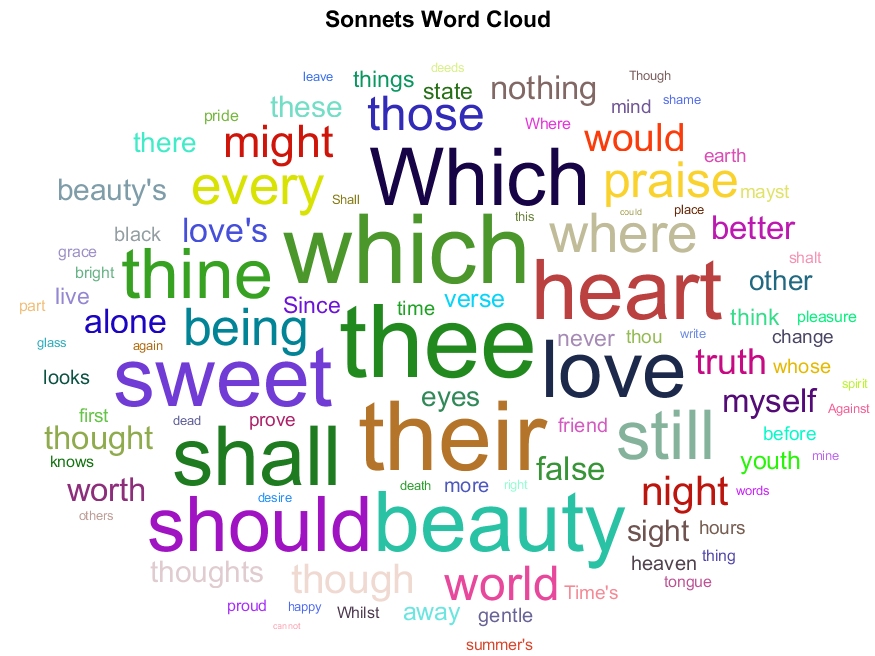 Sonnets Word Cloud
deeds
leave
things
Though
state
nothing
these
those
mind
shame
pride
Where
there
might
would
earth
Which
beauty's
every
praise
mayst
Shall
could
place
this
black
love's
which
where
better
grace
shalt
bright
thine
heart
other
live
Since
time
verse
part
alone
being
thee
think
pleasure
never
thou
write
change
glass
again
looks
sweet
love
truth
whose
spirit
eyes
myself
Against
first
dead
prove
their
friend
still
before
thought
knows
shall
false
youth
mine
worth
desire
death
more
right
night
words
others
should
beauty
sight
hours
heaven
thing
thoughts
though
world
Time's
tongue
proud
happy
Whilst
away
gentle
cannot
summer's